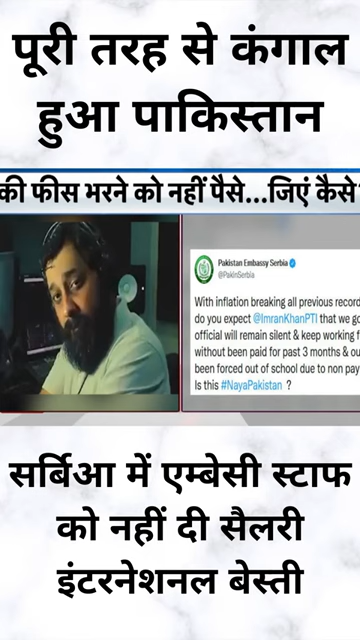 पूरी तरह से कंगाल
हुआ पाकिस्तान
की फीस भरने को नहीं पैसे...जिएं कैसे
Pakistan Embassy Serbia
@PakinSerbia
With inflation breaking all previous record
do you expect @ImranKhanPTI that we go
official will remain silent & keep working f
without been paid for past 3 months & ou
been forced out of school due to non pay
Is this #NayaPakistan ?
सर्बिआ में एम्बेसी स्टाफ
को नहीं दी सैलरी
इंटरनेशनल बेस्ती